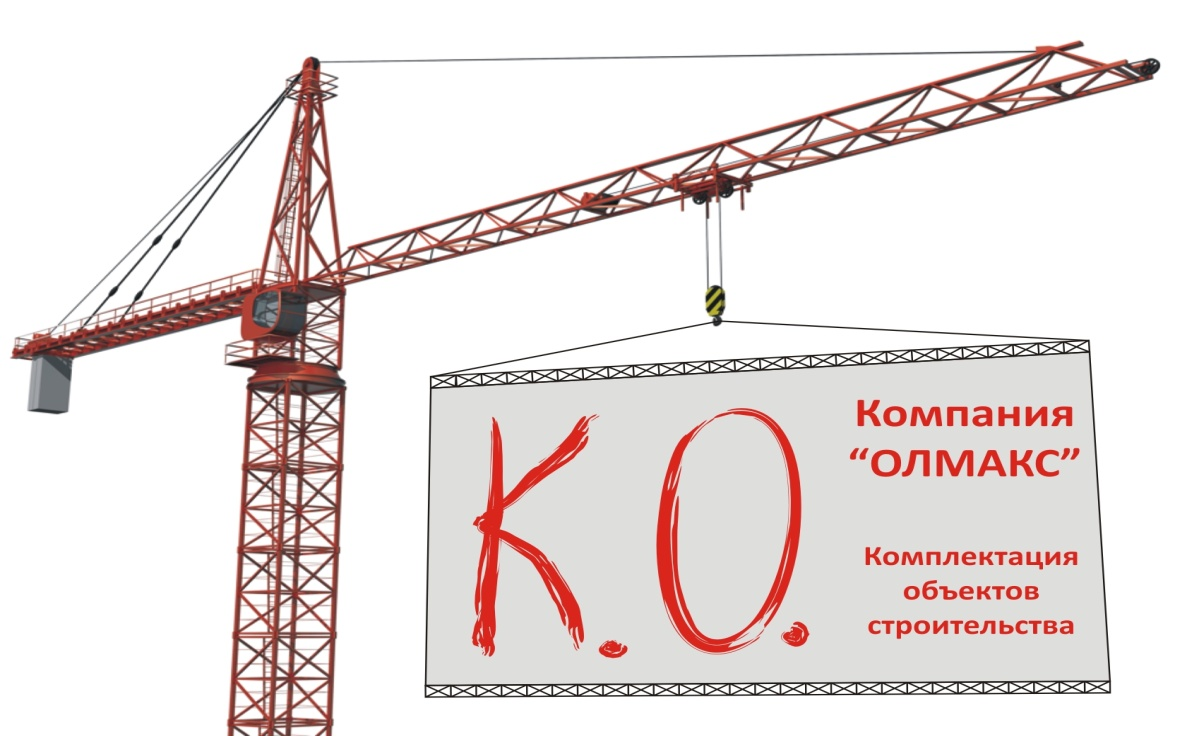 К.О.
Компания
“ОЛМАКС”
Комплектация
объектов
строительства